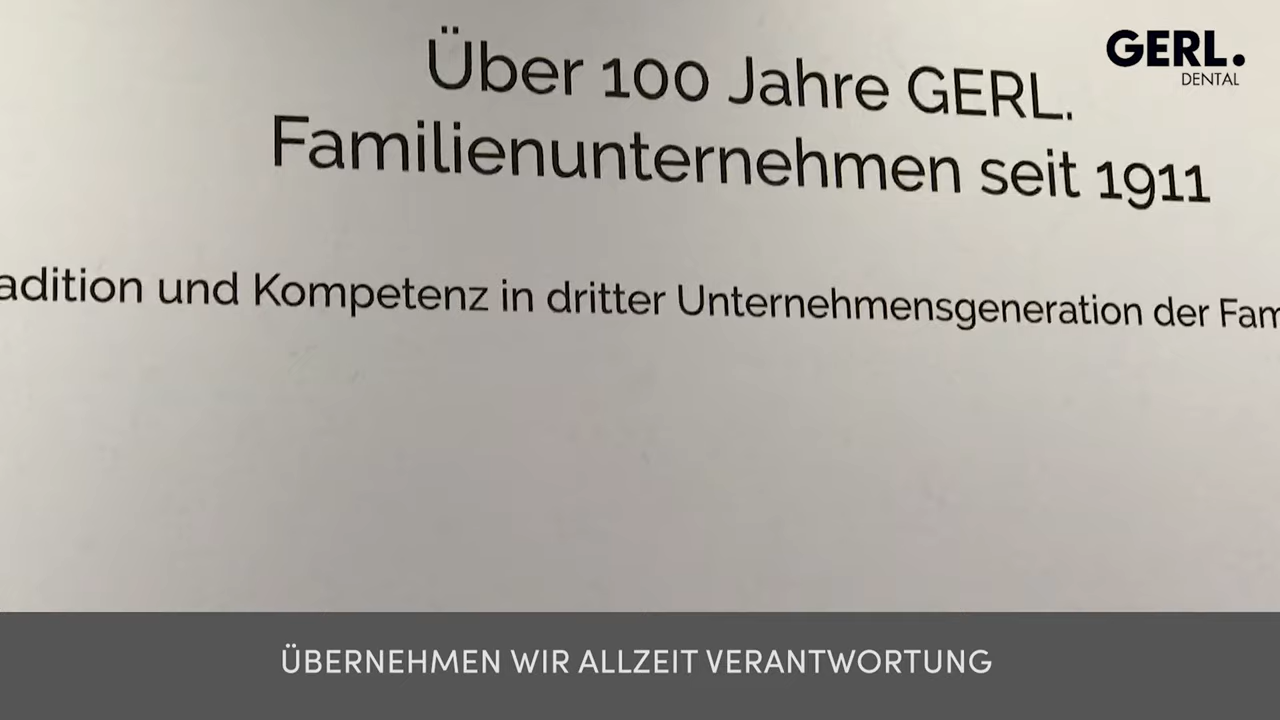 GERL.
DENTAL
Über 100 Jahre GERL.
Familienunternehmen seit 1911
adition und Kompetenz in dritter Unternehmensgeneration der Fam
ÜBERNEHMEN WIR ALLZEIT VERANTWORTUNG